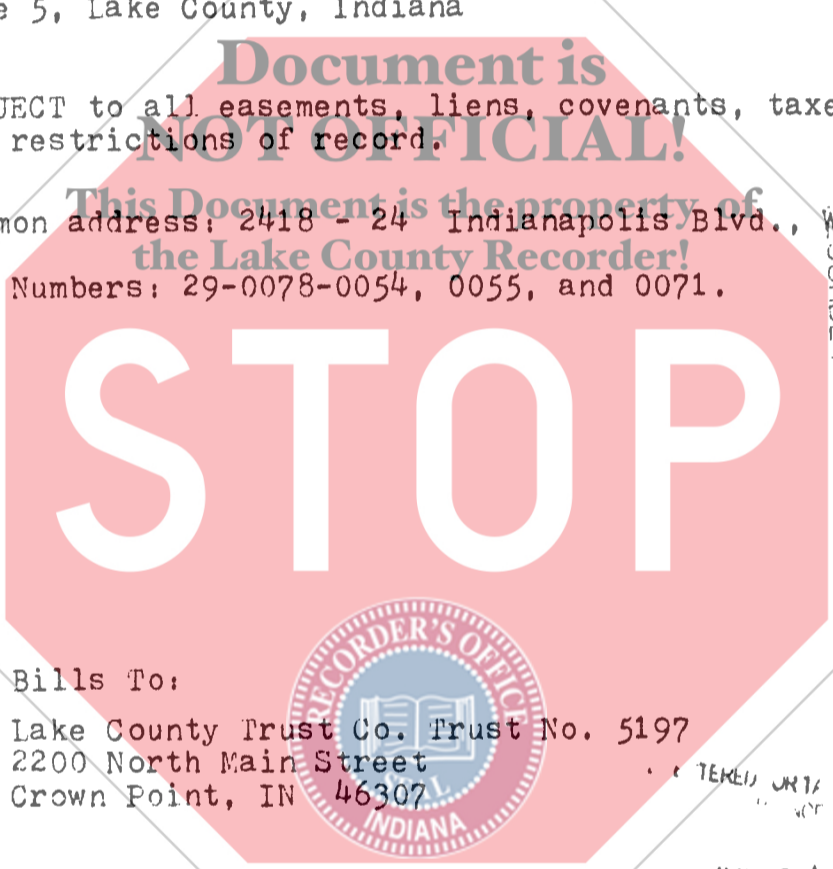 e 5, Lake County, Indiana
Document is
JECT to all easements, liens, covenants, taxe
NOT OFFICIAL!
restrictions of record.
This Document is the property of
mon address: 2418 - 24 Indianapolis Blvd., W
the Lake County Recorder!
Numbers: 29-0078-0054, 0055, and 0071.
STOP
RECORDER'S OFFICE
Bills To:
Lake County Trust Co. Trust No. 5197
2200 North Main Street
Crown Point, IN 46307
SEAL
INDIANA